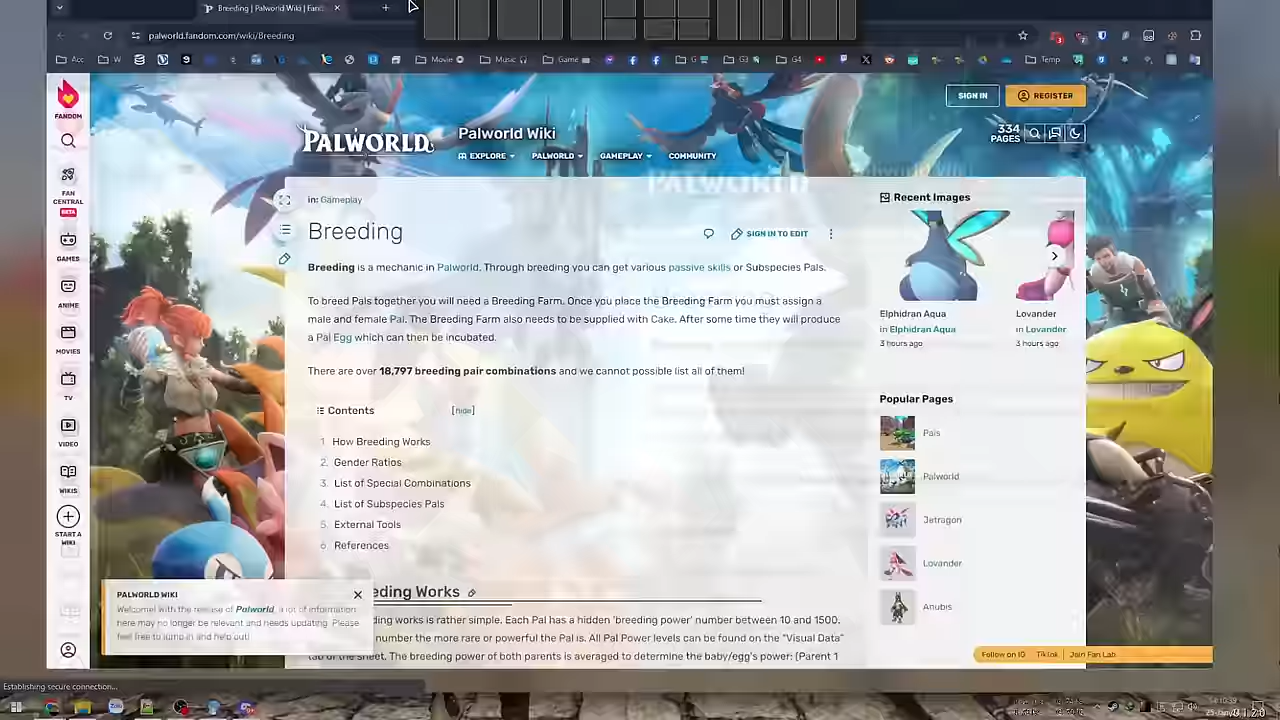 Breeding | Palworld Wiki | Fan
palworld.fandom.com/wiki/Breeding
Acc
W
Movie
Music
Game
G
G3
G4
Temp
FANDOM
FAN CENTRAL
BETA
GAMES
ANIME
MOVIES
TV
VIDEO
WIKIS
START A WIKI
SIGN IN
REGISTER
PALWORLD
Palworld Wiki
334 PAGES
EXPLORE
PALWORLD
GAMEPLAY
COMMUNITY
in: Gameplay
Breeding
SIGN IN TO EDIT
Breeding is a mechanic in Palworld. Through breeding you can get various passive skills or Subspecies Pals.
To breed Pals together you will need a Breeding Farm. Once you place the Breeding Farm you must assign a
male and female Pal. The Breeding Farm also needs to be supplied with Cake. After some time they will produce
a Pal Egg which can then be incubated.
There are over 18,797 breeding pair combinations and we cannot possible list all of them!
Contents [hide]
1 How Breeding Works
2. Gender Ratios
3. List of Special Combinations
4. List of Subspecies Pals
5. External Tools
6 References
eding Works
ding works is rather simple. Each Pal has a hidden 'breeding power' number between 10 and 1500.
number the more rare or powerful the Pal is. All Pal Power levels can be found on the "Visual Data"
tab of the sheet. The breeding power of both parents is averaged to determine the baby/egg's power: (Parent 1
Recent Images
Elphidran Aqua
in Elphidran Aqua
3 hours ago
Lovander
in Lovander
3 hours ago
Popular Pages
Pals
Palworld
Jetragon
Lovander
Anubis
PALWORLD WIKI
Welcome! With the release of Palworld, a lot of information
here may no longer be relevant and needs updating. Please
feel free to jump in and help out!
Follow on IG
TikTok
Join Fan Lab
Establishing secure connection...